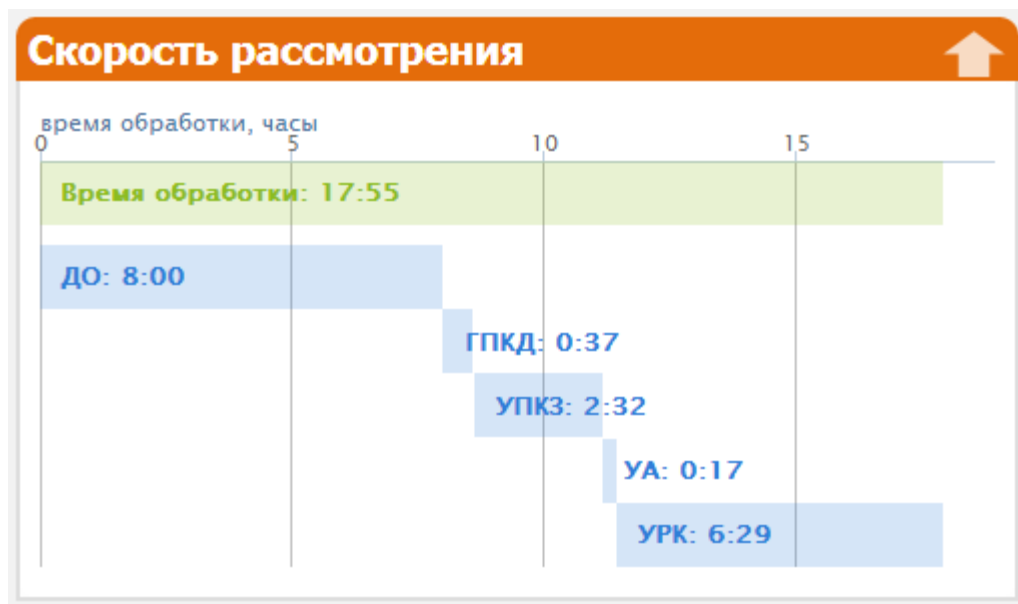 Скорость рассмотрения
время обработки, часы
0 5 10 15
Время обработки: 17:55
ДО: 8:00
ГПКД: 0:37
УПКЗ: 2:32
УА: 0:17
УРК: 6:29